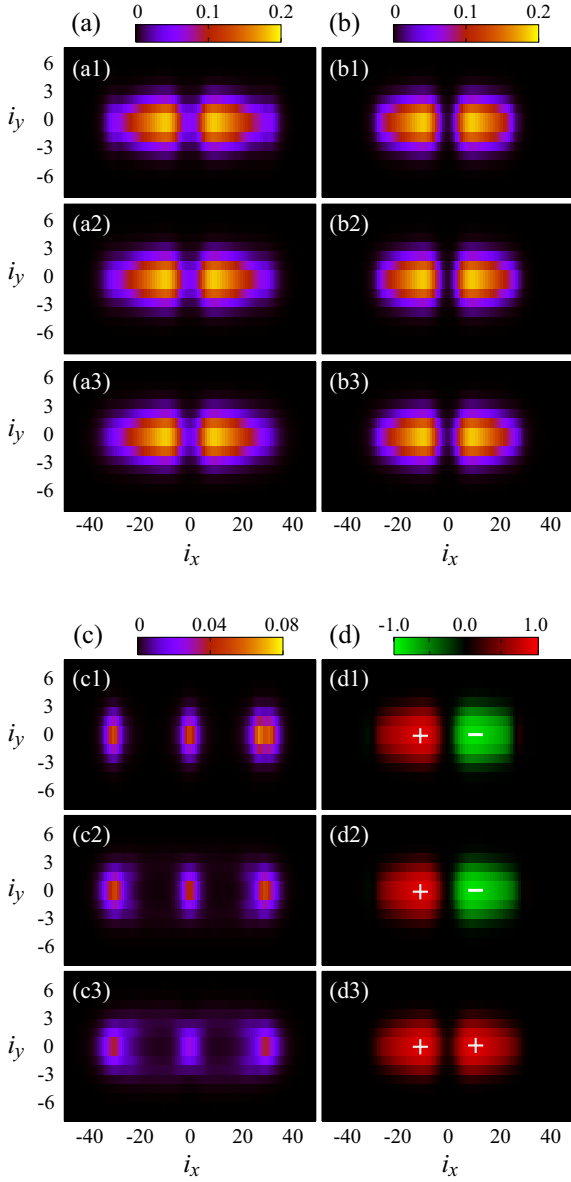 (a) 0 0.1 0.2 (b) 0 0.1 0.2
6 (a1) (b1)
3
i_y 0
-3
-6
6 (a2) (b2)
3
i_y 0
-3
-6
6 (a3) (b3)
3
i_y 0
-3
-6
-40 -20 0 20 40 -40 -20 0 20 40
i_x i_x
(c) 0 0.04 0.08 (d) -1.0 0.0 1.0
6 (c1) (d1)
3
i_y 0 + −
-3
-6
6 (c2) (d2)
3
i_y 0 + −
-3
-6
6 (c3) (d3)
3
i_y 0 + +
-3
-6
-40 -20 0 20 40 -40 -20 0 20 40
i_x i_x